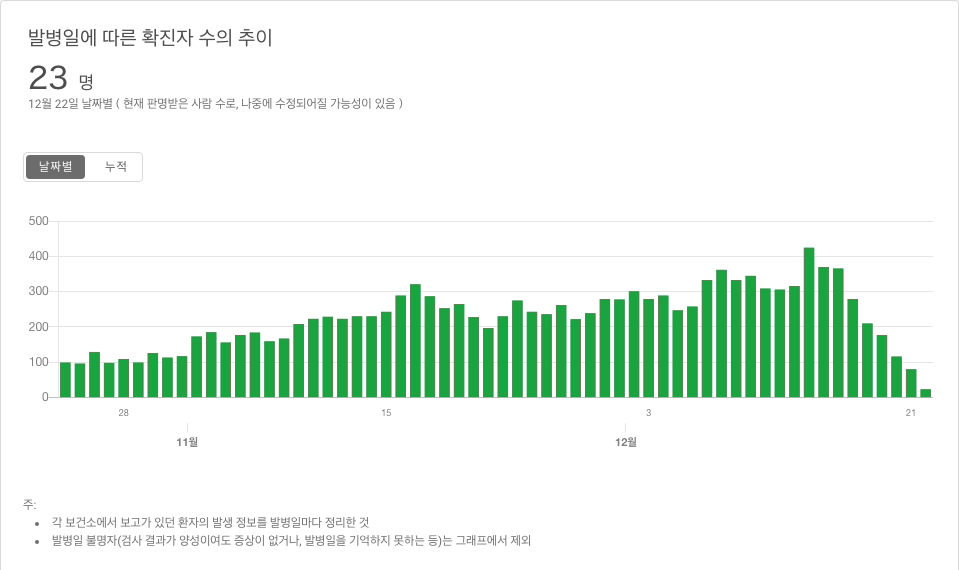 발병일에 따른 확진자 수의 추이
23 명
12월 22일 날짜별 ( 현재 판명받은 사람 수로, 나중에 수정되어질 가능성이 있음 )
날짜별 누적
500
400
300
200
100
0
28 15 3 21
11월 12월
주:
• 각 보건소에서 보고가 있던 환자의 발생 정보를 발병일마다 정리한 것
• 발병일 불명자(검사 결과가 양성이여도 증상이 없거나, 발병일을 기억하지 못하는 등)는 그래프에서 제외